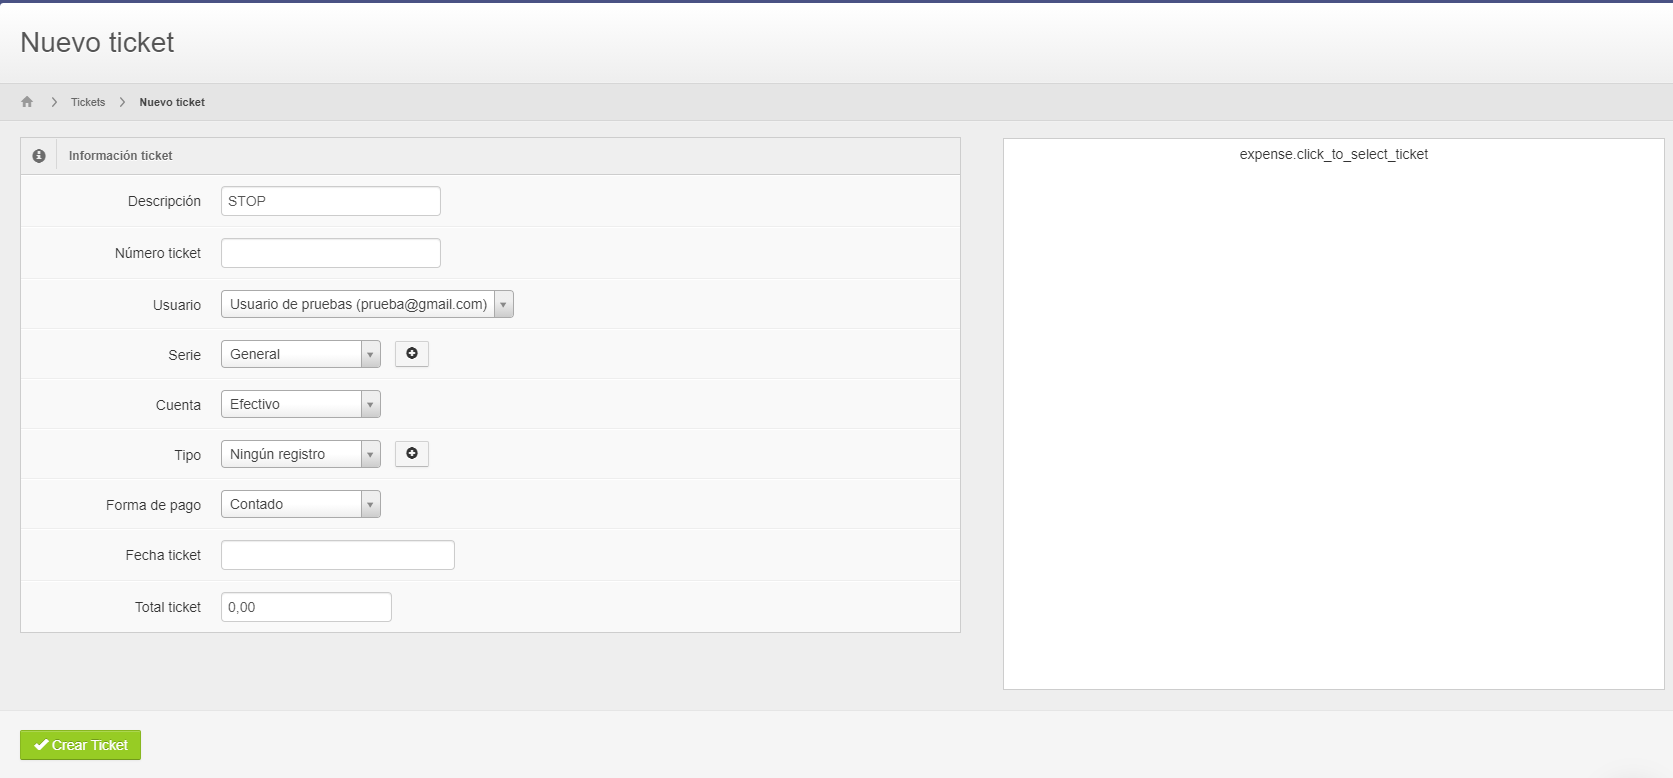 Nuevo ticket
Tickets
Nuevo ticket
Información ticket
Descripción STOP
Número ticket
Usuario Usuario de pruebas (prueba@gmail.com)
Serie General
Cuenta Efectivo
Tipo Ningún registro
Forma de pago Contado
Fecha ticket
Total ticket 0,00
expense.click_to_select_ticket
Crear Ticket